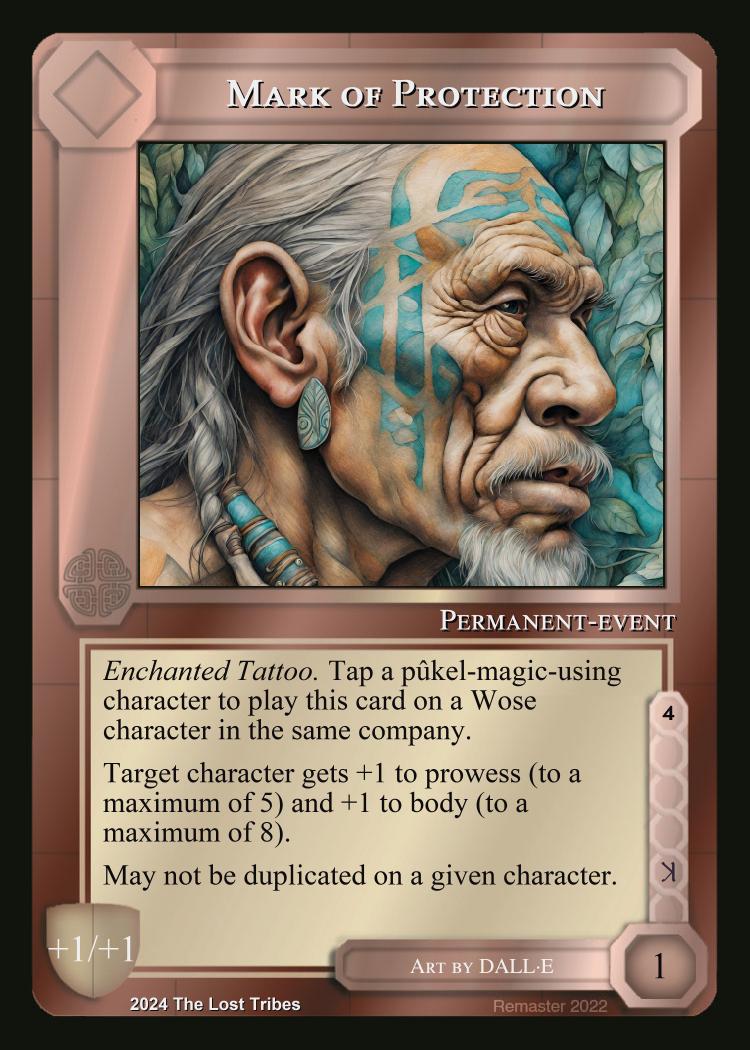 Mark of Protection
Permanent-event
Enchanted Tattoo. Tap a pûkel-magic-using
character to play this card on a Wose
character in the same company.
Target character gets +1 to prowess (to a
maximum of 5) and +1 to body (to a
maximum of 8).
May not be duplicated on a given character.
4
+1/+1
Art by DALL·E
1
2024 The Lost Tribes
Remaster 2022